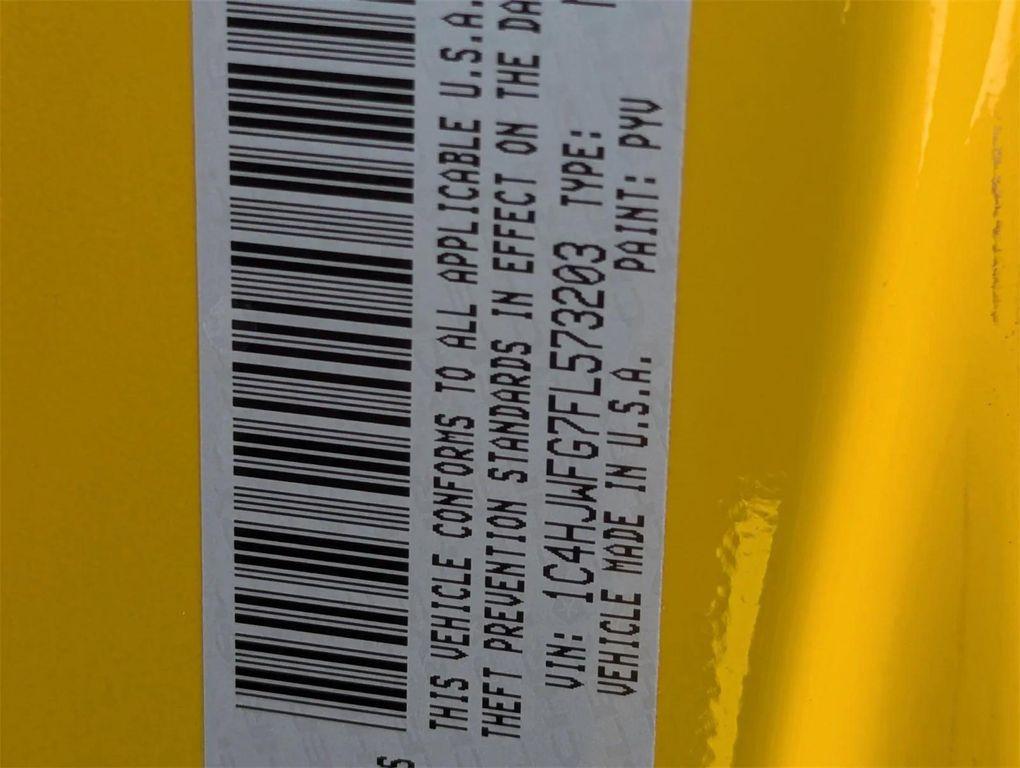 THIS VEHICLE CONFORMS TO ALL APPLICABLE U.S.A.
THEFT PREVENTION STANDARDS IN EFFECT ON THE DA
VIN: 1C4HJWFG7FL573203 TYPE:
VEHICLE MADE IN U.S.A. PAINT: PYV